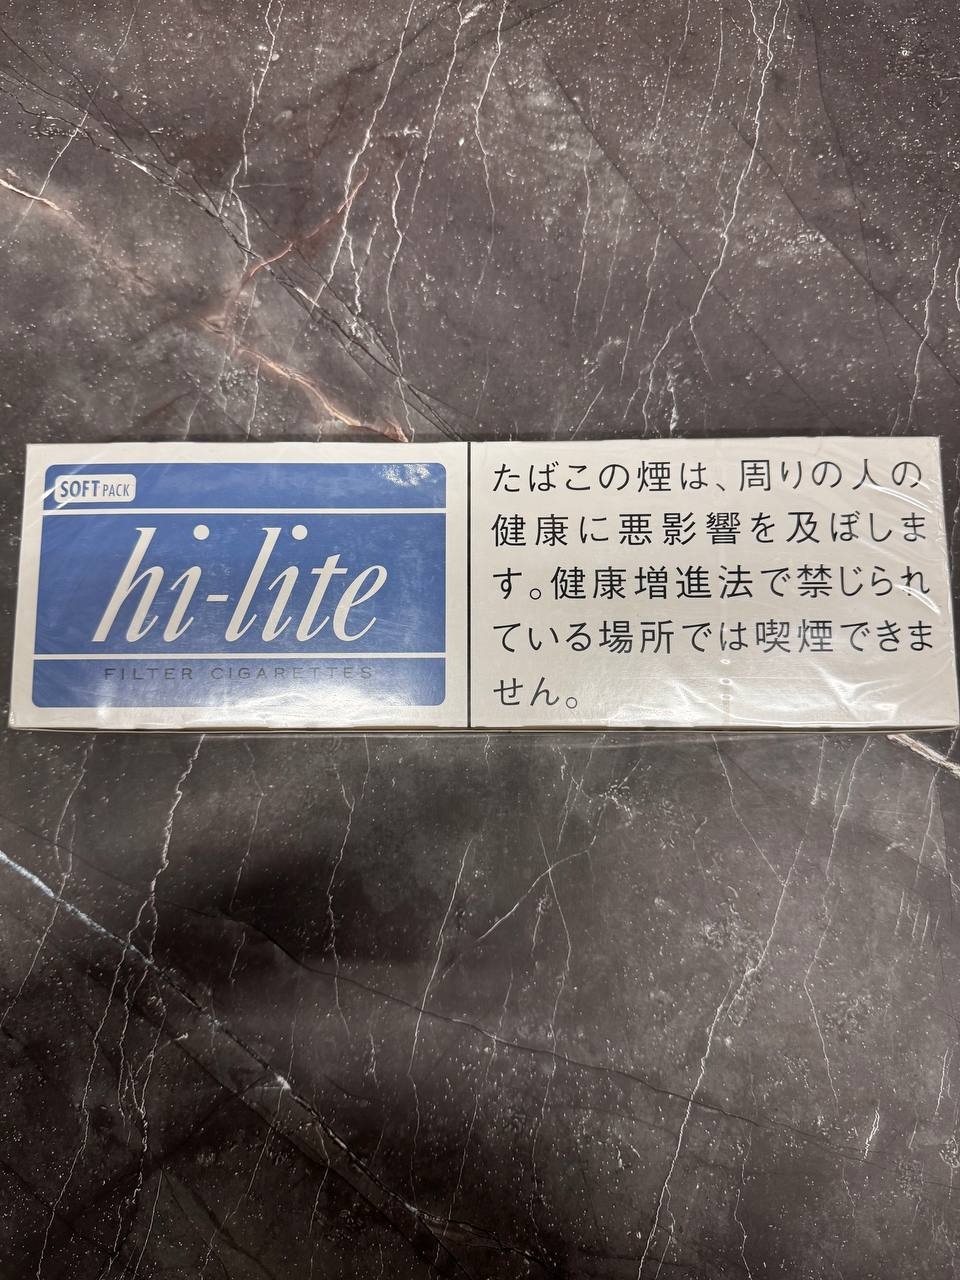 SOFT PACK
hi-lite
FILTER CIGARETTES
たばこの煙は、周りの人の
健康に悪影響を及ぼしま
す。健康増進法で禁じられ
ている場所では喫煙できま
せん。